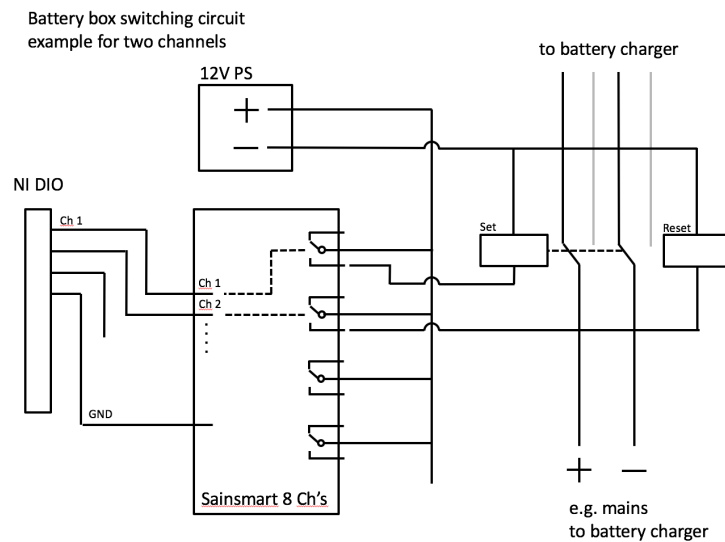 Battery box switching circuit
example for two channels
to battery charger
12V PS
+
−
NI DIO
Ch 1
Set
Reset
Ch 1
Ch 2
GND
Sainsmart 8 Ch's
+ −
e.g. mains
to battery charger